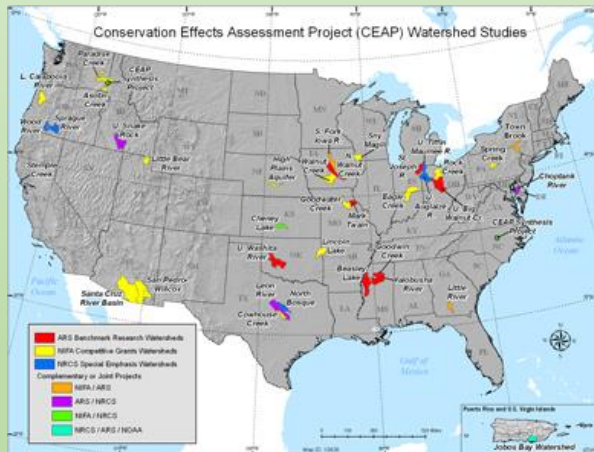 Conservation Effects Assessment Project (CEAP) Watershed Studies
Paradise
Creek
CEAP
Synthesis
Project
L. Calapooia
River
Asotin
Creek
Wood
River
Sprague
River
U. Snake
Rock
Little Bear
River
Stemple
Creek
High
Plains
Aquifer
S. Fork
Iowa R.
Walnut
Creek
N.
Walnut
Creek
Sny
Magill
St
Joseph R.
U. Tiffin
R.
Maumee
Rock
Creek
Town
Brook
Spring
Creek
Choptank
River
Goodwater
Creek
Mark
Twain
Eagle
Creek
Auglaize
R.
U. Big
Walnut Cr.
CEAP Synthesis
Project
Cheney
Lake
U. Washita
River
Lincoln
Lake
Goodwin
Creek
Beasley
Lake
Yalobusha
River
Little
River
Leon
River
North
Bosque
Cowhouse
Creek
San Pedro
Wilcox
Santa Cruz
River Basin
Pacific
Ocean
Atlantic
Ocean
Gulf of
Mexico
ARS Benchmark Research Watersheds
NIFA Competitive Grants Watersheds
NRCS Special Emphasis Watersheds
Complementary or Joint Projects
NIFA / ARS
ARS / NRCS
NIFA / NRCS
NRCS / ARS / NOAA
Puerto Rico and U.S. Virgin Islands
Jobos Bay Watershed